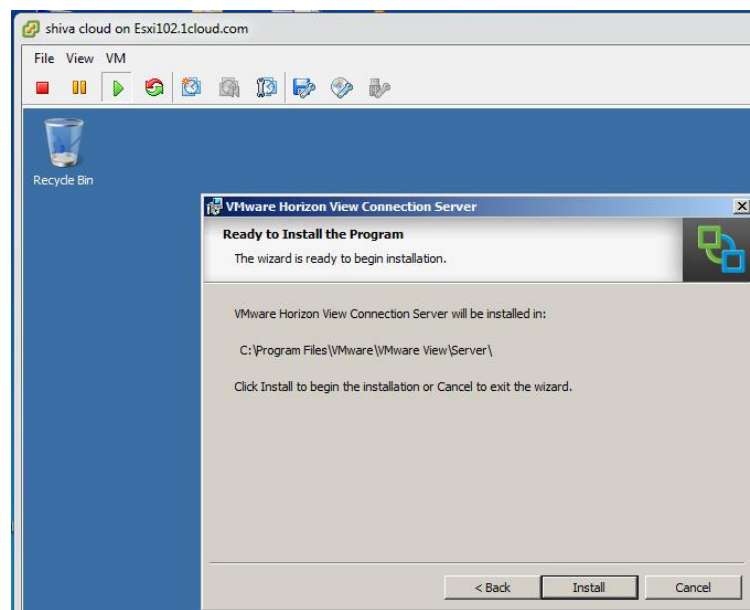 shiva cloud on Esxi102.1cloud.com
File View VM
Recycle Bin
VMware Horizon View Connection Server
Ready to Install the Program
The wizard is ready to begin installation.
VMware Horizon View Connection Server will be installed in:
C:\Program Files\VMware\VMware View\Server\
Click Install to begin the installation or Cancel to exit the wizard.
< Back Install Cancel